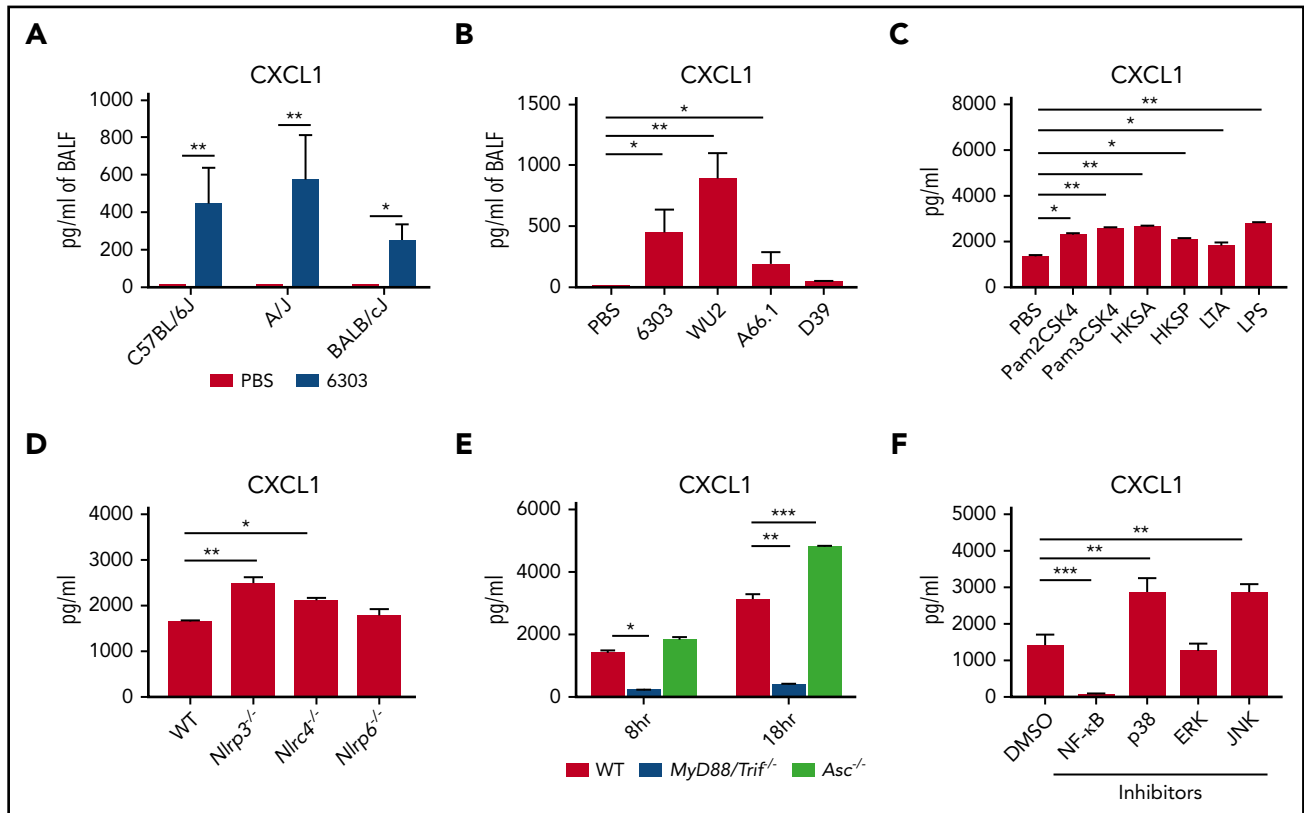 A
CXCL1
pg/ml of BALF
1000
800
600
400
200
0
**
**
*
C57BL/6J
A/J
BALB/cJ
PBS
6303
B
CXCL1
pg/ml of BALF
1500
1000
500
0
*
**
*
PBS
6303
WU2
A66.1
D39
C
CXCL1
pg/ml
8000
6000
4000
2000
0
**
*
*
**
**
*
PBS
Pam2CSK4
Pam3CSK4
HKSA
HKSP
LTA
LPS
D
CXCL1
pg/ml
4000
3000
2000
1000
0
*
**
WT
Nlrp3-/-
Nlrc4-/-
Nlrp6-/-
E
CXCL1
pg/ml
6000
4000
2000
0
*
***
**
8hr
18hr
WT
MyD88/Trif-/-
Asc-/-
F
CXCL1
pg/ml
5000
4000
3000
2000
1000
0
**
**
***
DMSO
NF-κB
p38
ERK
JNK
Inhibitors